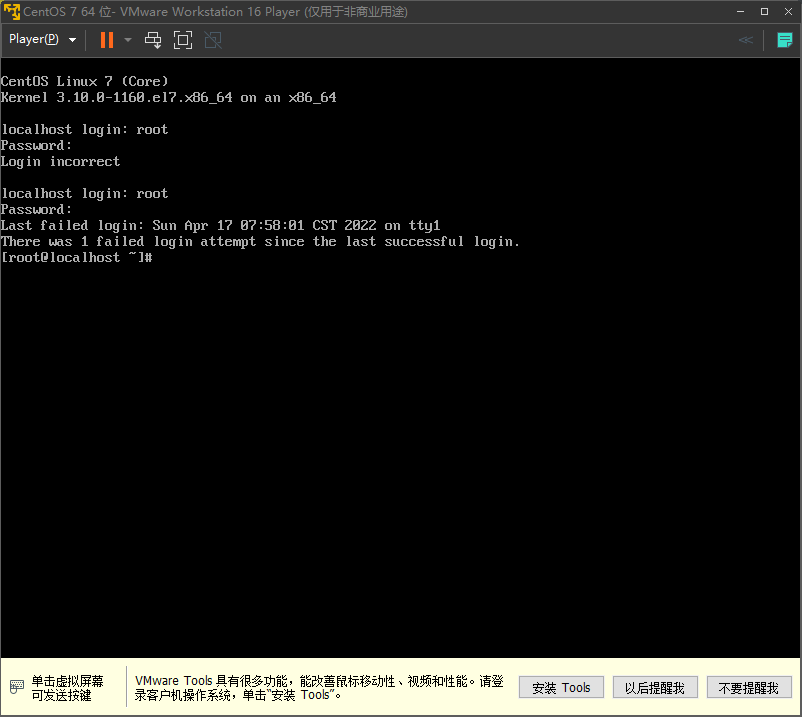 CentOS 7 64 位- VMware Workstation 16 Player (仅用于非商业用途)
Player(P)
CentOS Linux 7 (Core)
Kernel 3.10.0-1160.el7.x86_64 on an x86_64
localhost login: root
Password:
Login incorrect
localhost login: root
Password:
Last failed login: Sun Apr 17 07:58:01 CST 2022 on tty1
There was 1 failed login attempt since the last successful login.
[root@localhost ~]#
单击虚拟屏幕
可发送按键
VMware Tools 具有很多功能，能改善鼠标移动性、视频和性能。请登
录客户机操作系统，单击“安装 Tools”。
安装 Tools
以后提醒我
不要提醒我